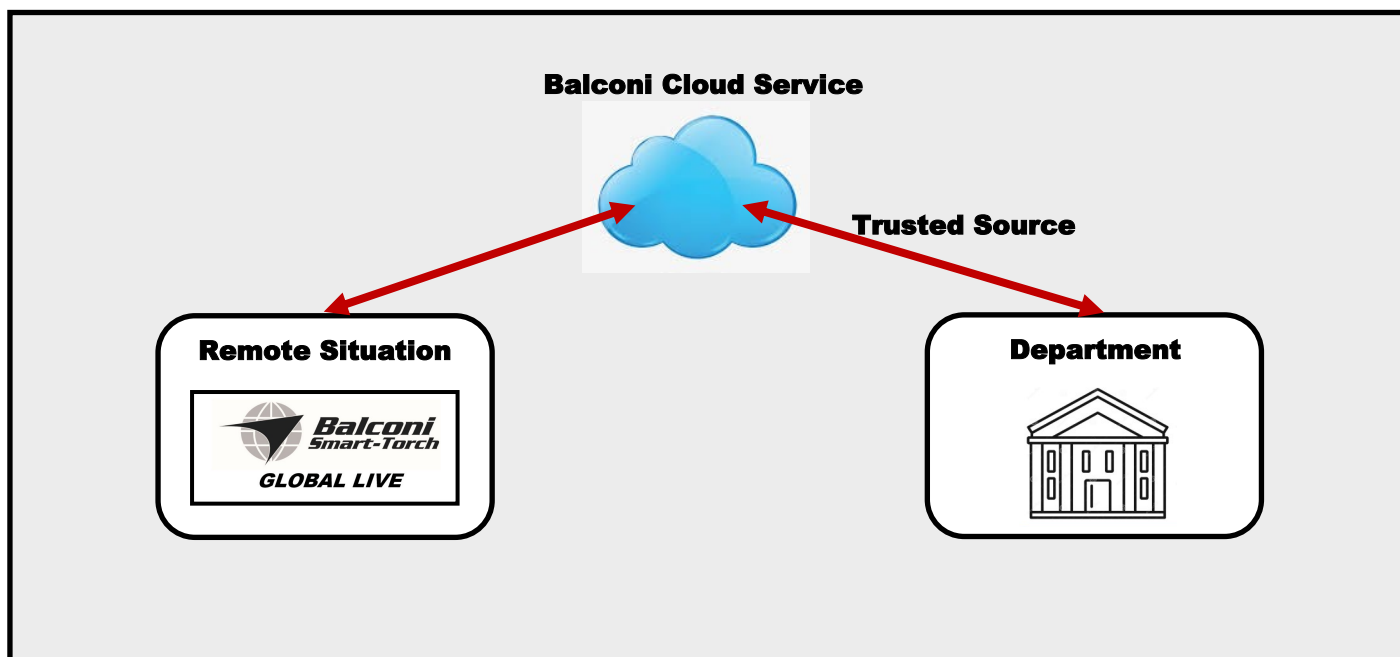 Balconi Cloud Service
Trusted Source
Remote Situation
Balconi
Smart-Torch
GLOBAL LIVE
Department